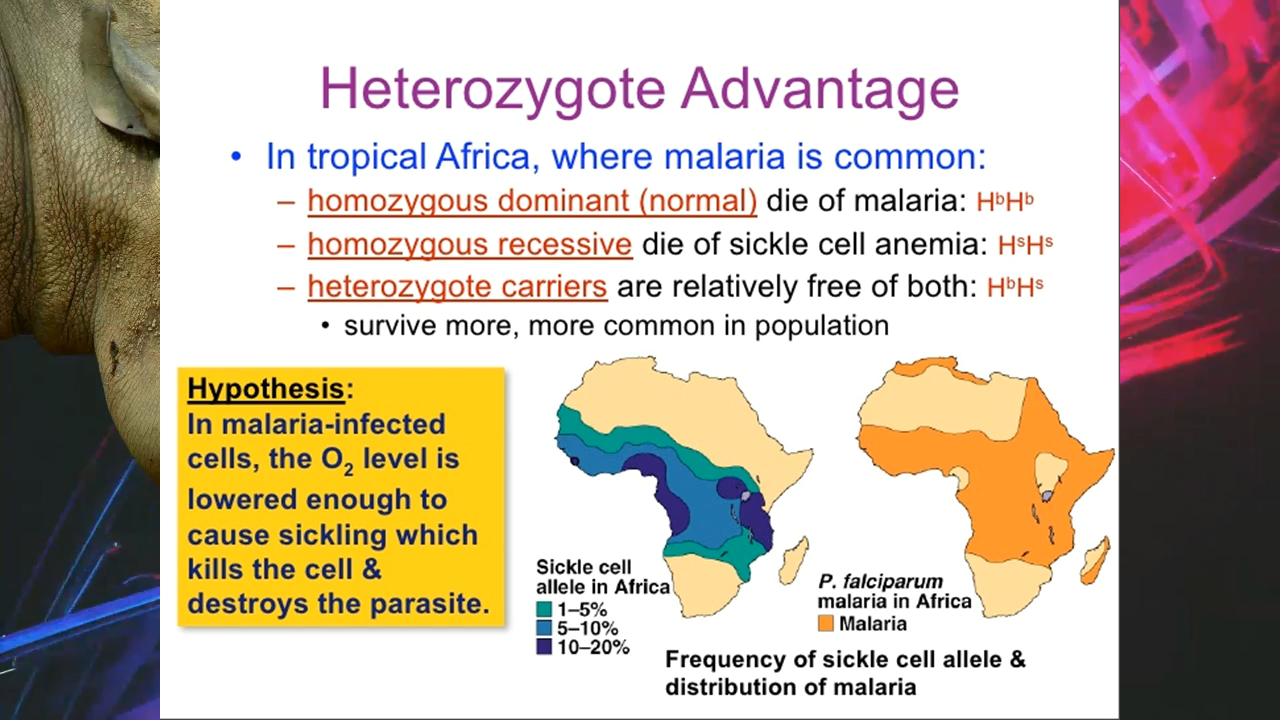 Heterozygote Advantage
• In tropical Africa, where malaria is common:
– homozygous dominant (normal) die of malaria: HᵇHᵇ
– homozygous recessive die of sickle cell anemia: HˢHˢ
– heterozygote carriers are relatively free of both: HᵇHˢ
• survive more, more common in population
Hypothesis:
In malaria-infected
cells, the O₂ level is
lowered enough to
cause sickling which
kills the cell &
destroys the parasite.
Sickle cell
allele in Africa
1–5%
5–10%
10–20%
P. falciparum
malaria in Africa
Malaria
Frequency of sickle cell allele &
distribution of malaria